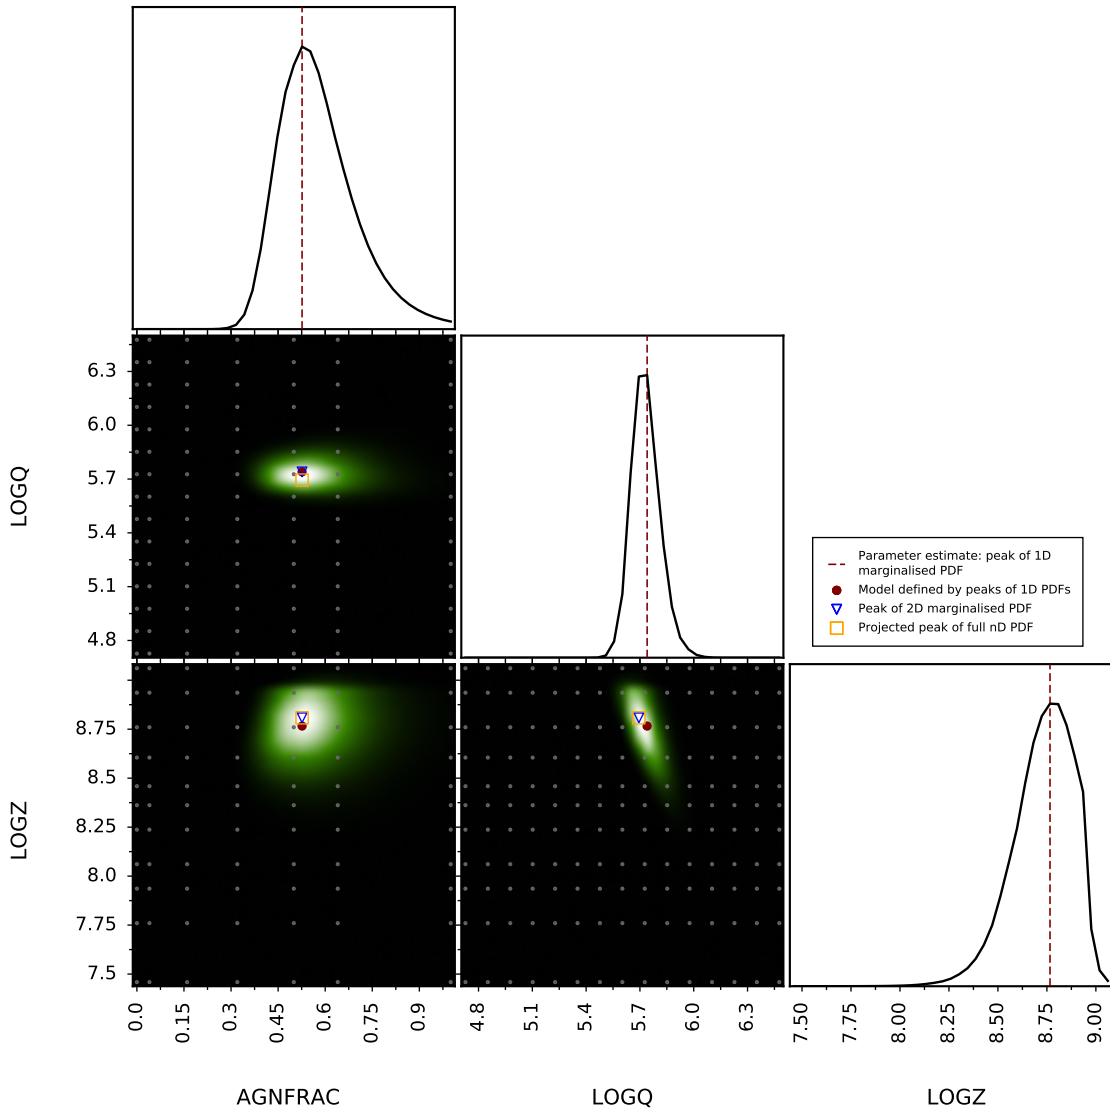 6.3
6.0
5.7
5.4
5.1
4.8
LOGQ
Parameter estimate: peak of 1D
marginalised PDF
Model defined by peaks of 1D PDFs
Peak of 2D marginalised PDF
Projected peak of full nD PDF
8.75
8.5
8.25
8.0
7.75
7.5
LOGZ
0.0 0.15 0.3 0.45 0.6 0.75 0.9
4.8 5.1 5.4 5.7 6.0 6.3
7.50 7.75 8.00 8.25 8.50 8.75 9.00
AGNFRAC
LOGQ
LOGZ